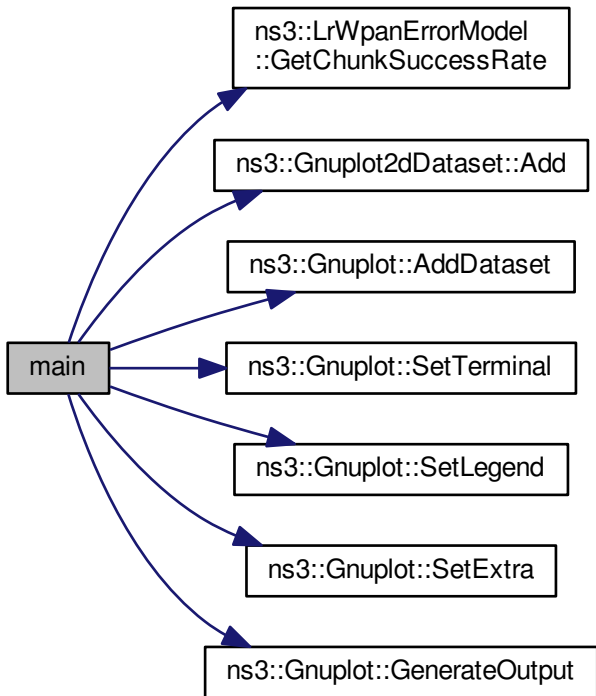 ns3::LrWpanErrorModel
::GetChunkSuccessRate
ns3::Gnuplot2dDataset::Add
ns3::Gnuplot::AddDataset
main
ns3::Gnuplot::SetTerminal
ns3::Gnuplot::SetLegend
ns3::Gnuplot::SetExtra
ns3::Gnuplot::GenerateOutput